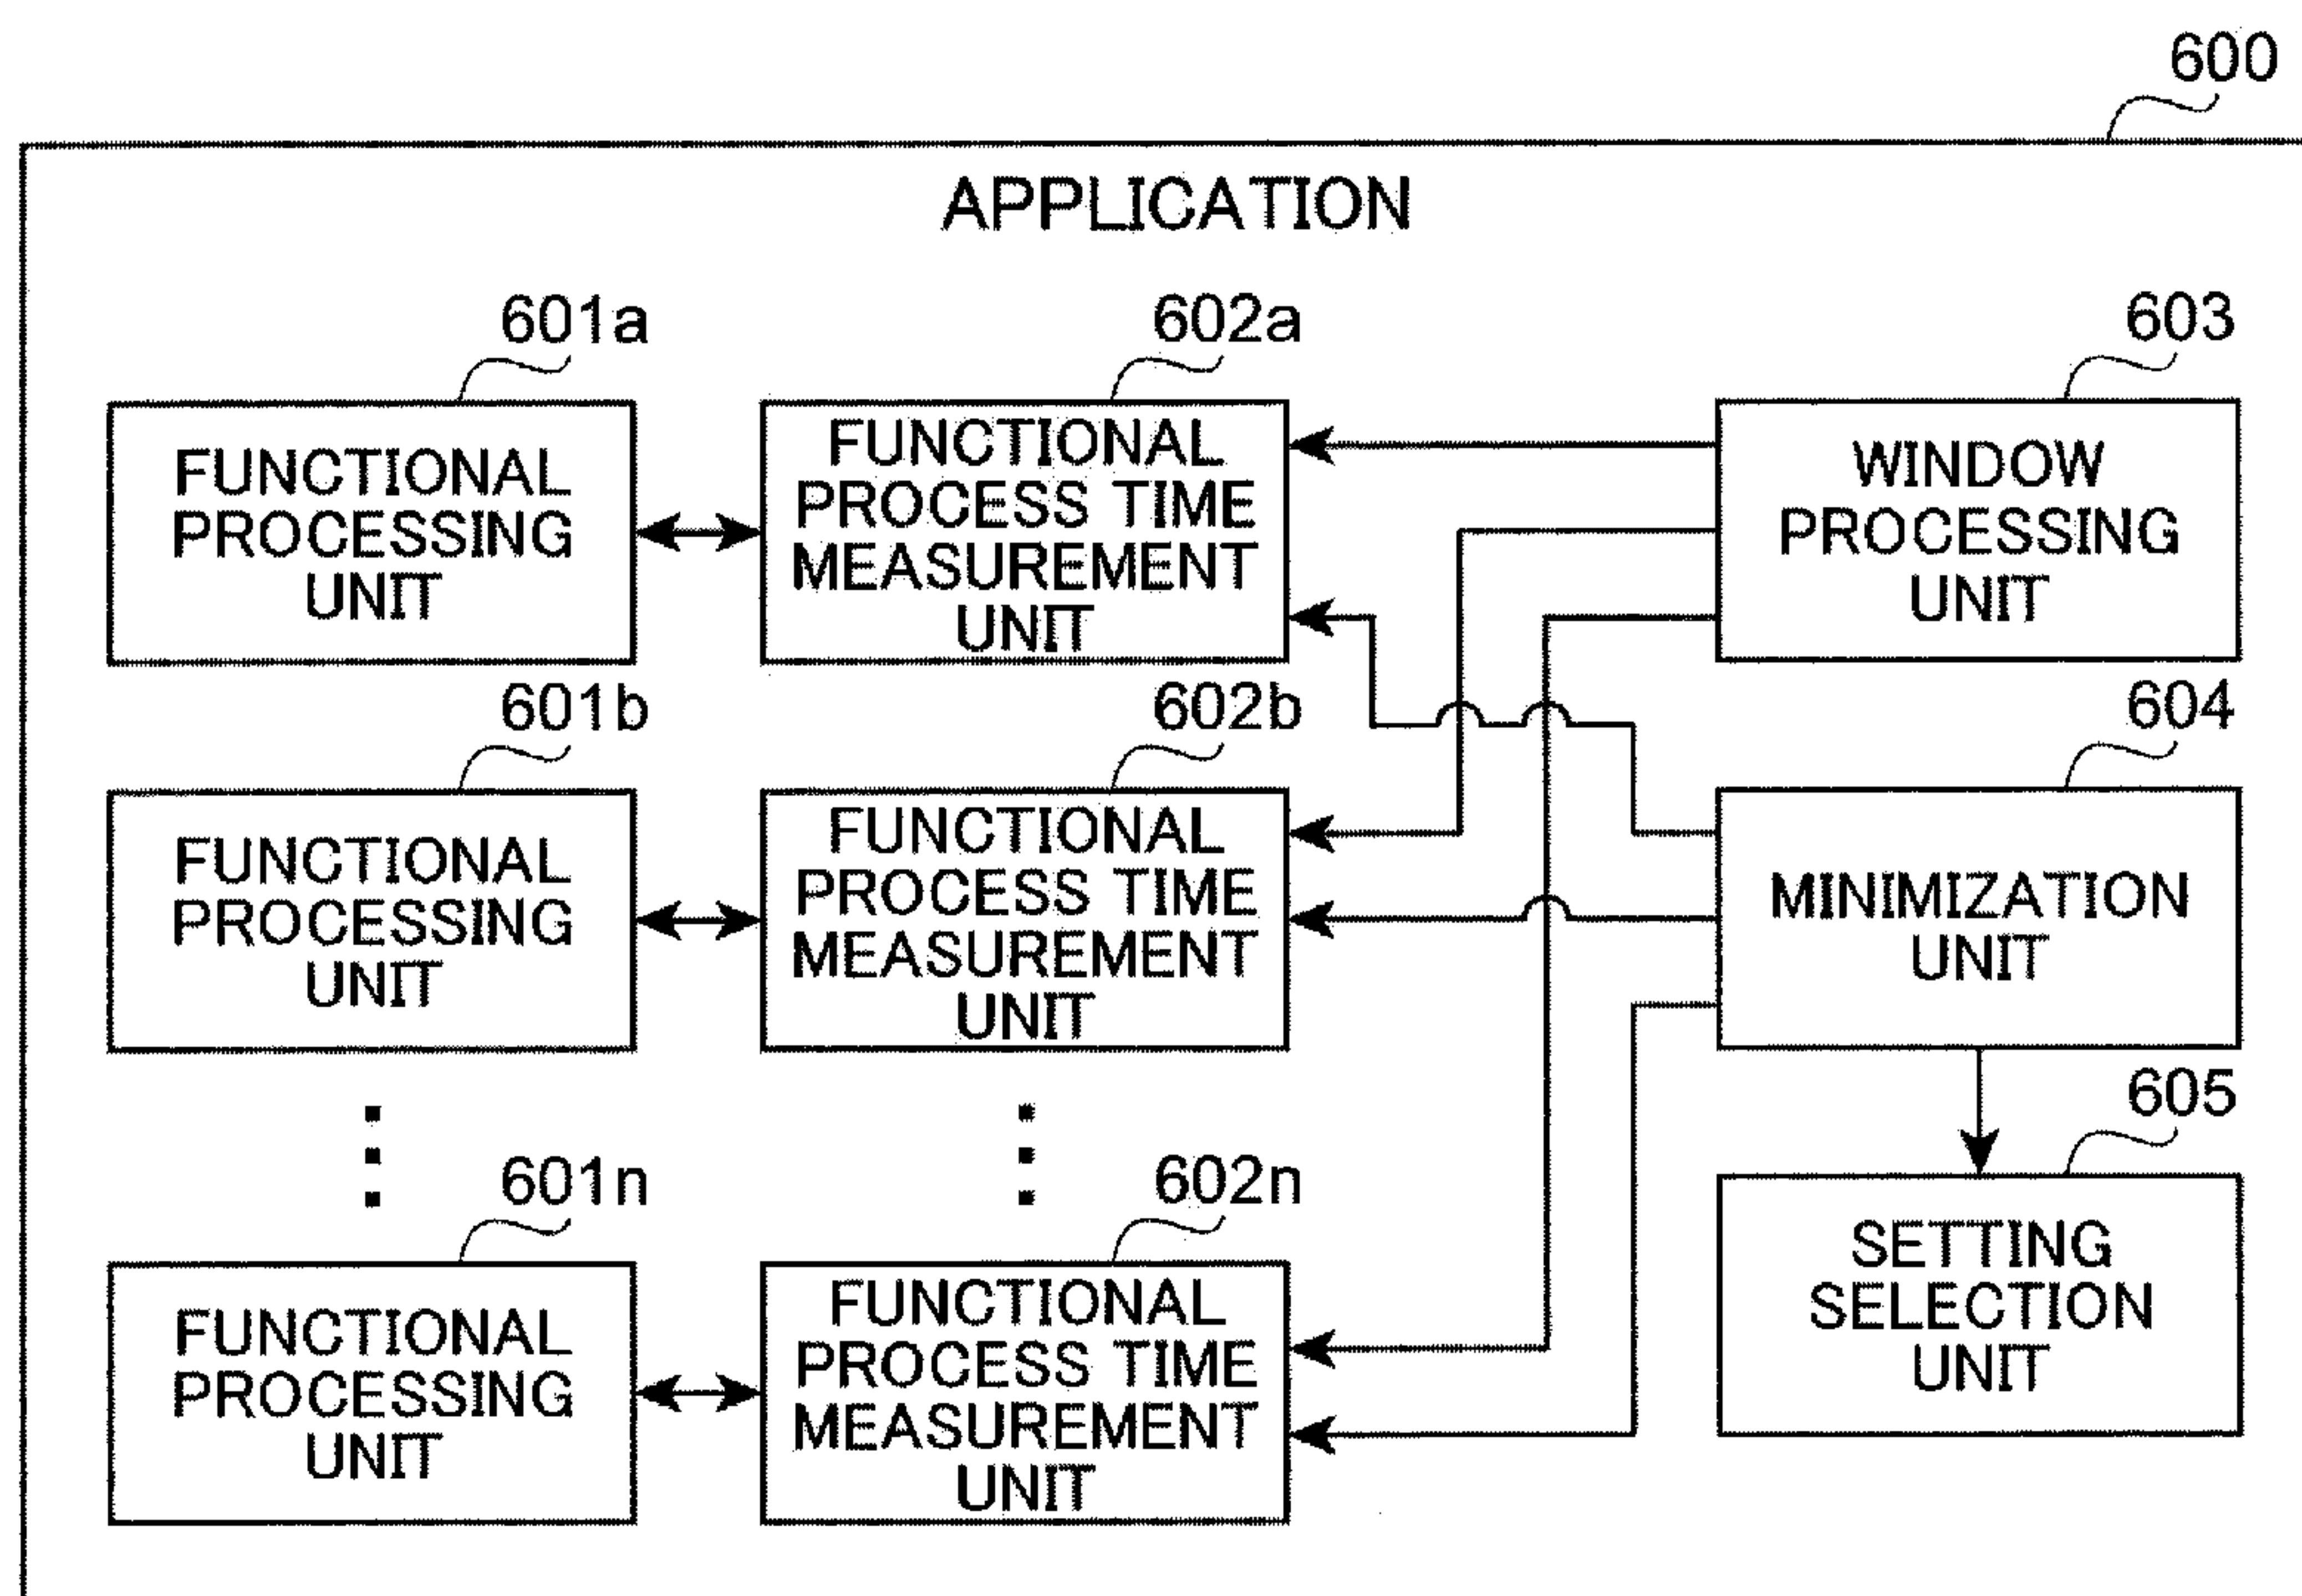 600
APPLICATION
601a
602a
603
FUNCTIONAL
PROCESSING
UNIT
FUNCTIONAL
PROCESS TIME
MEASUREMENT
UNIT
WINDOW
PROCESSING
UNIT
601b
602b
604
FUNCTIONAL
PROCESSING
UNIT
FUNCTIONAL
PROCESS TIME
MEASUREMENT
UNIT
MINIMIZATION
UNIT
605
601n
602n
FUNCTIONAL
PROCESSING
UNIT
FUNCTIONAL
PROCESS TIME
MEASUREMENT
UNIT
SETTING
SELECTION
UNIT